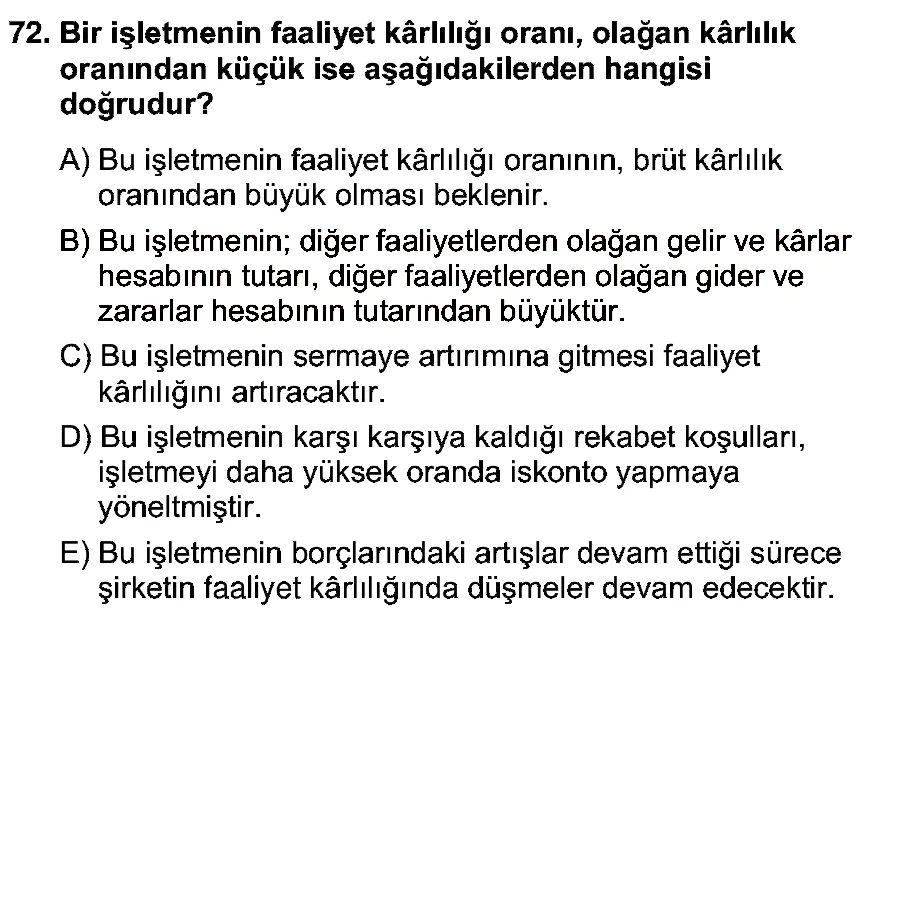 72. Bir işletmenin faaliyet kârlılığı oranı, olağan kârlılık
oranından küçük ise aşağıdakilerden hangisi
doğrudur?
A) Bu işletmenin faaliyet kârlılığı oranının, brüt kârlılık
oranından büyük olması beklenir.
B) Bu işletmenin; diğer faaliyetlerden olağan gelir ve kârlar
hesabının tutarı, diğer faaliyetlerden olağan gider ve
zararlar hesabının tutarından büyüktür.
C) Bu işletmenin sermaye artırımına gitmesi faaliyet
kârlılığını artıracaktır.
D) Bu işletmenin karşı karşıya kaldığı rekabet koşulları,
işletmeyi daha yüksek oranda iskonto yapmaya
yöneltmiştir.
E) Bu işletmenin borçlarındaki artışlar devam ettiği sürece
şirketin faaliyet kârlılığında düşmeler devam edecektir.